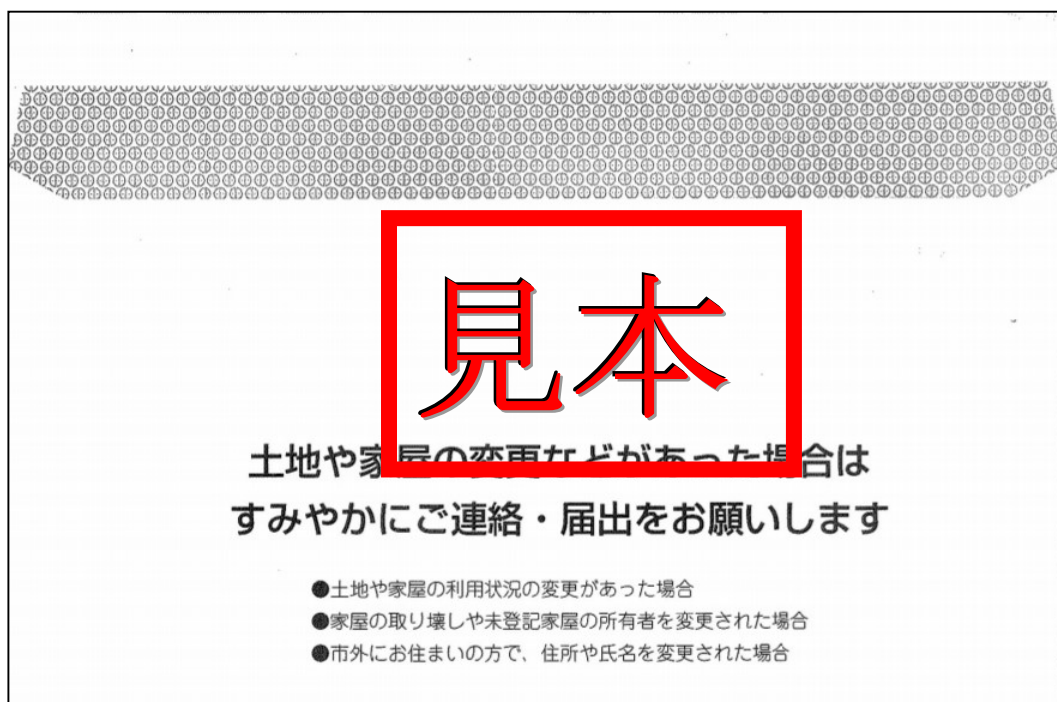 見本
土地や家屋の変更などがあった場合は
すみやかにご連絡・届出をお願いします
●土地や家屋の利用状況の変更があった場合
●家屋の取り壊しや未登記家屋の所有者を変更された場合
●市外にお住まいの方で、住所や氏名を変更された場合